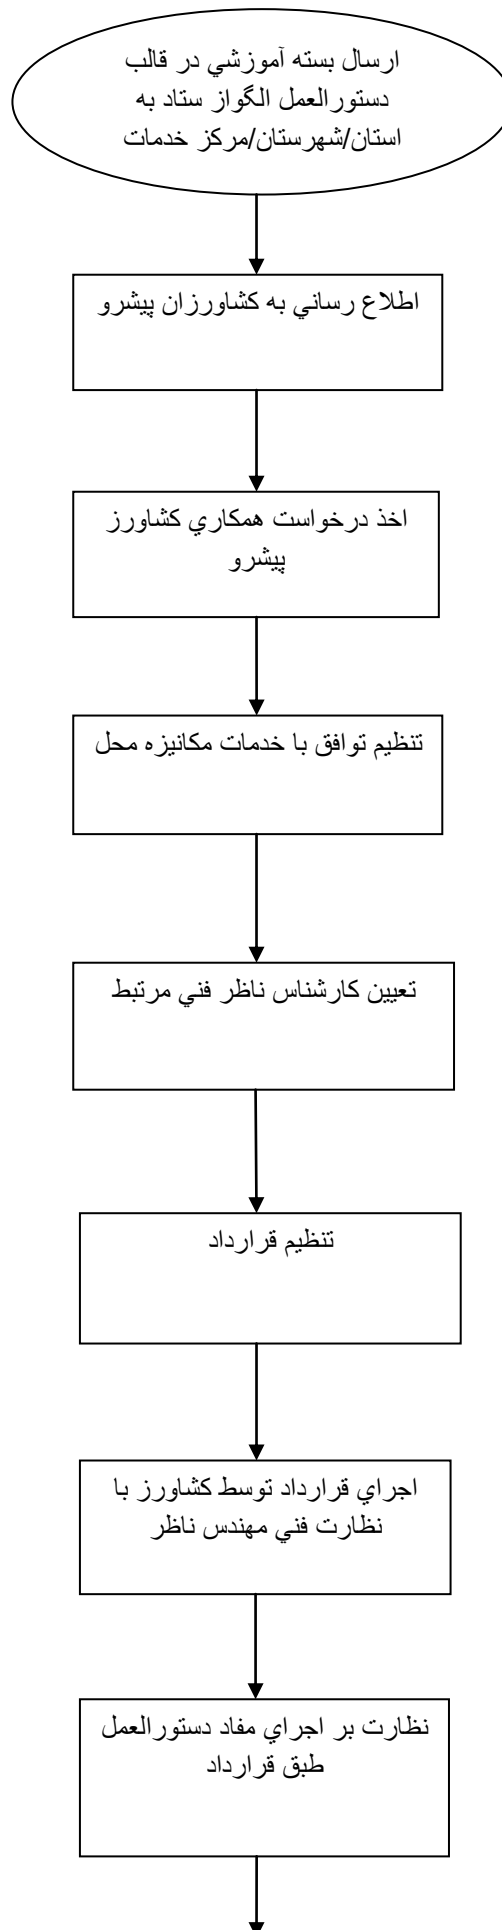 ارسال بسته آموزشي در قالب
دستورالعمل الگواز ستاد به
استان/شهرستان/مركز خدمات
اطلاع رساني به كشاورزان پيشرو
اخذ درخواست همكاري كشاورز
پيشرو
تنظيم توافق با خدمات مكانيزه محل
تعيين كارشناس ناظر فني مرتبط
تنظيم قرارداد
اجراي قرارداد توسط كشاورز با
نظارت فني مهندس ناظر
نظارت بر اجراي مفاد دستورالعمل
طبق قرارداد